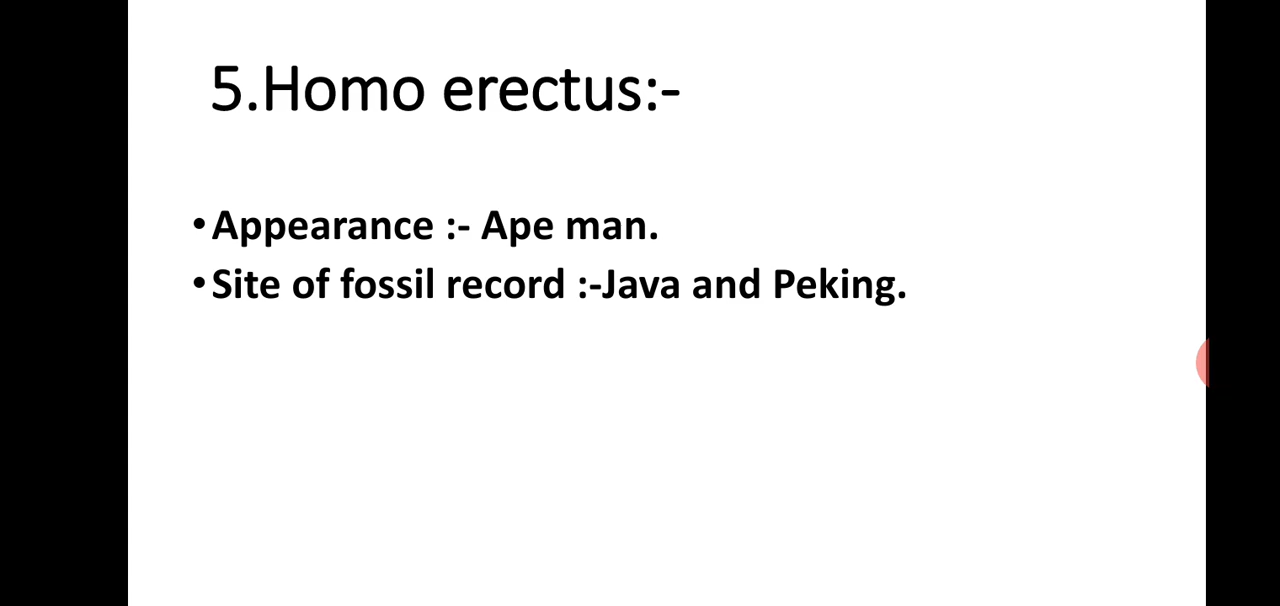 5.Homo erectus:-
•Appearance :- Ape man.
•Site of fossil record :-Java and Peking.